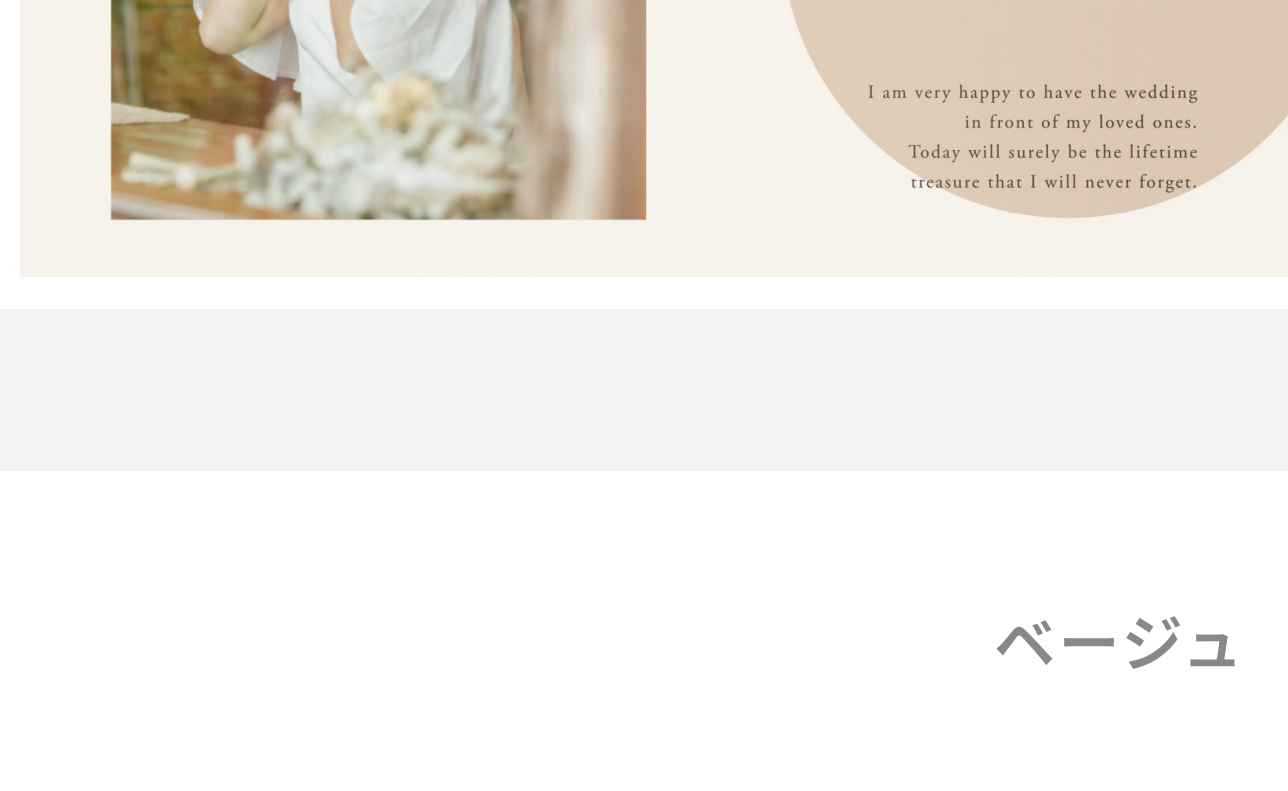 I am very happy to have the wedding
in front of my loved ones.
Today will surely be the lifetime
treasure that I will never forget.
ベージュ